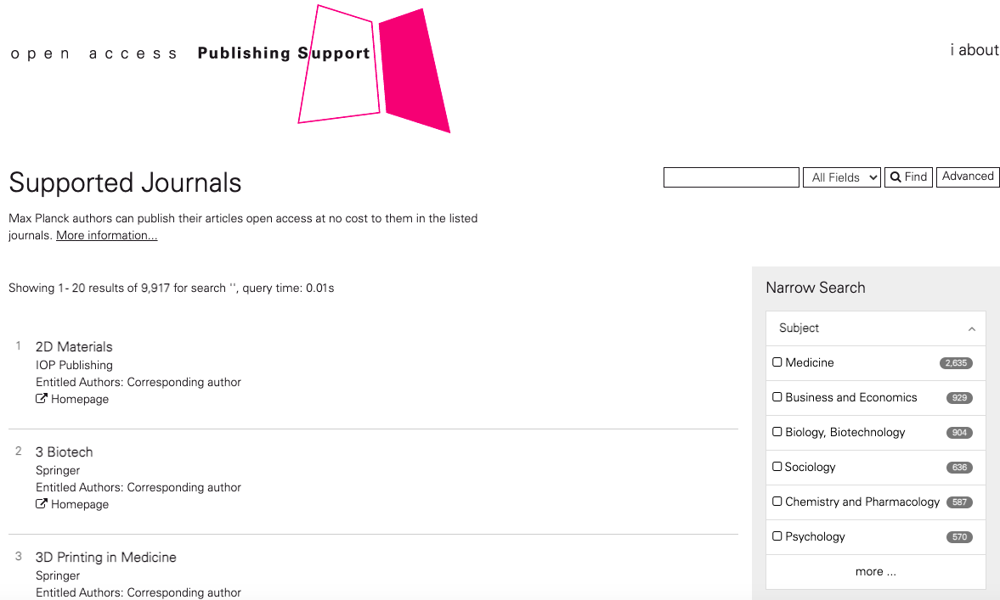 open access Publishing Support
i about
Supported Journals
All Fields
Find
Advanced
Max Planck authors can publish their articles open access at no cost to them in the listed
journals. More information...
Showing 1 - 20 results of 9,917 for search '', query time: 0.01s
1 2D Materials
IOP Publishing
Entitled Authors: Corresponding author
Homepage
2 3 Biotech
Springer
Entitled Authors: Corresponding author
Homepage
3 3D Printing in Medicine
Springer
Entitled Authors: Corresponding author
Narrow Search
Subject
Medicine 2,635
Business and Economics 929
Biology, Biotechnology 904
Sociology 636
Chemistry and Pharmacology 587
Psychology 570
more ...